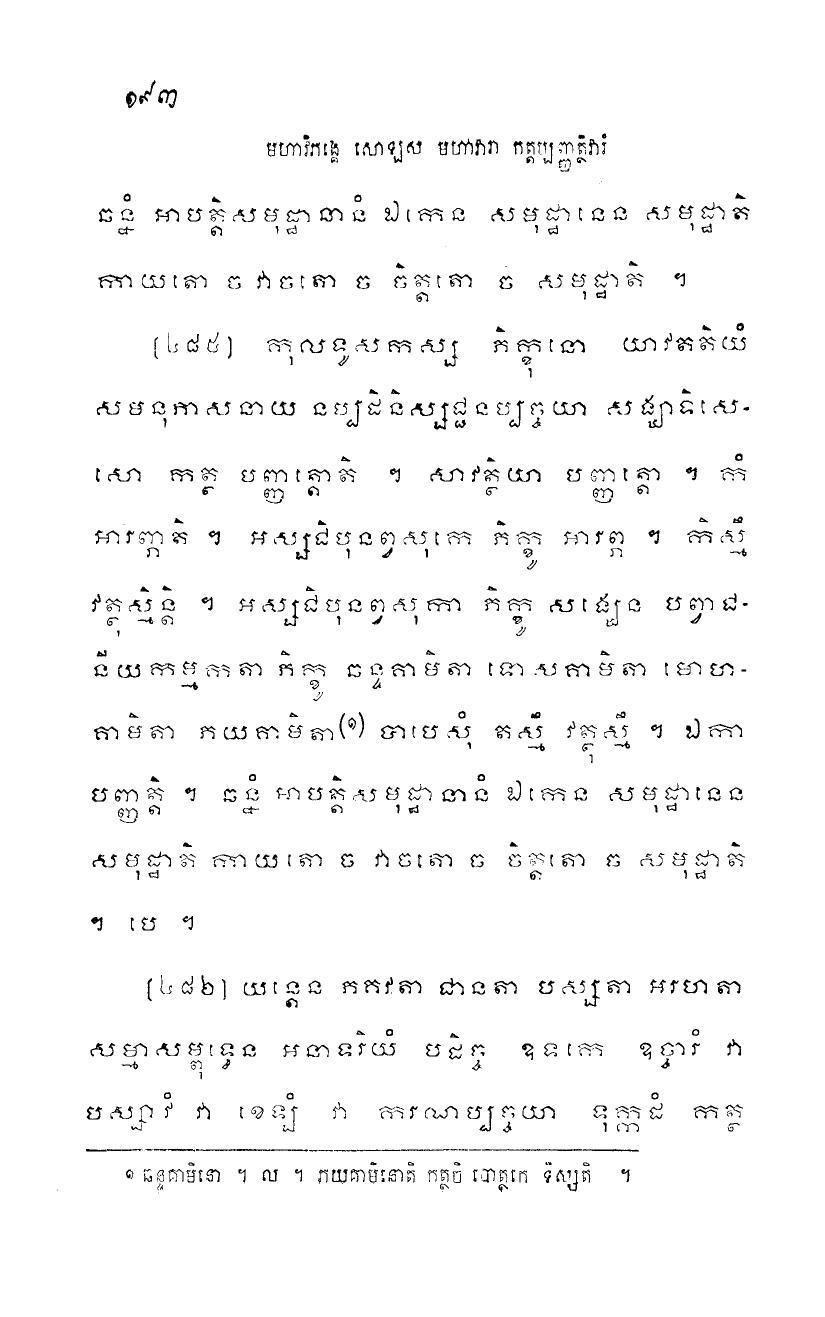 ១៩៣
មហាវិភង្គេ សោឡស មហាវារា កត្ថប្បញ្ញត្តិវារំ
ឆន្នំ អាបត្តិសមុដ្ឋានានំ ឯកេន សមុដ្ឋានេន សមុដ្ឋាតិ
កាយតោ ច វាចតោ ច ចិត្តតោ ច សមុដ្ឋាតិ ។
[៤៨៥] កុលទូសកស្ស ភិក្ខុនោ យាវតតិយំ
សមនុភាសនាយ នប្បដិនិស្សជ្ជនប្បច្ចយា សង្ឃាទិសេ-
សោ កត្ថ បញ្ញត្តោតិ ។ សាវត្ថិយា បញ្ញត្តោ ។ កំ
អារព្ភាតិ ។ អស្សជិបុនព្វសុកេ ភិក្ខូ អារព្ភ ។ កិស្មឹ
វត្ថុស្មិន្តិ ។ អស្សជិបុនព្វសុកា ភិក្ខូ សង្ឃេន បព្វាជ-
នីយកម្មកតា ភិក្ខូ ឆន្ទគាមិតា ទោសគាមិតា មោហ-
គាមិតា ភយគាមិតា(១) បាបេសុំ តស្មឹ វត្ថុស្មឹ ។ ឯកា
បញ្ញត្តិ ។ ឆន្នំ អាបត្តិសមុដ្ឋានានំ ឯកេន សមុដ្ឋានេន
សមុដ្ឋាតិ កាយតោ ច វាចតោ ច ចិត្តតោ ច សមុដ្ឋាតិ
។ បេ ។
[៤៨៦] យន្តេន ភគវតា ជានតា បស្សតា អរហតា
សម្មាសម្ពុទ្ធេន អនាទរិយំ បដិច្ច ឧទកេ ឧច្ចារំ វា
បស្សាវំ វា ខេឡំ វា ករណប្បច្ចយា ទុក្កដំ កត្ថ
១ ឆន្ទគាមិនោ ។ ល ។ ភយគាមិនោតិ កត្ថចិ បោត្ថកេ ទិស្សតិ ។